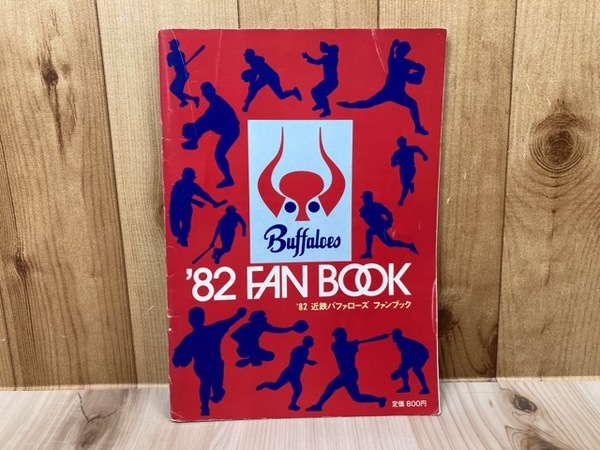 Buffaloes
'82 FAN BOOK
'82 近鉄バファローズ ファンブック
定価 800円